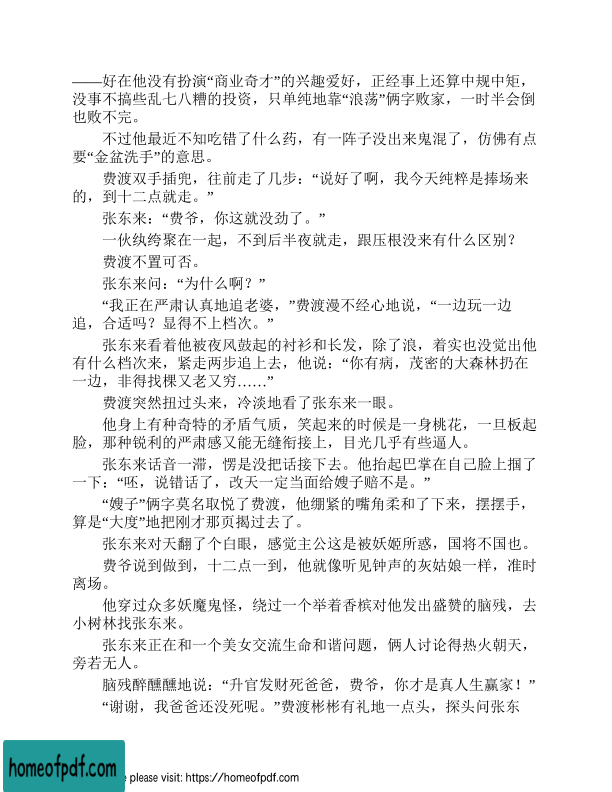 ——好在他没有扮演“商业奇才”的兴趣爱好，正经事上还算中规中矩，
没事不搞些乱七八糟的投资，只单纯地靠“浪荡”俩字败家，一时半会倒
也败不完。
不过他最近不知吃错了什么药，有一阵子没出来鬼混了，仿佛有点
要“金盆洗手”的意思。
费渡双手插兜，往前走了几步：“说好了啊，我今天纯粹是捧场来
的，到十二点就走。”
张东来：“费爷，你这就没劲了。”
一伙纨绔聚在一起，不到后半夜就走，跟压根没来有什么区别？
费渡不置可否。
张东来问：“为什么啊？”
“我正在严肃认真地追老婆，”费渡漫不经心地说，“一边玩一边
追，合适吗？显得不上档次。”
张东来看着他被夜风鼓起的衬衫和长发，除了浪，着实也没觉出他
有什么档次来，紧走两步追上去，他说：“你有病，茂密的大森林扔在
一边，非得找棵又老又穷……”
费渡突然扭过头来，冷淡地看了张东来一眼。
他身上有种奇特的矛盾气质，笑起来的时候是一身桃花，一旦板起
脸，那种锐利的严肃感又能无缝衔接上，目光几乎有些逼人。
张东来话音一滞，愣是没把话接下去。他抬起巴掌在自己脸上掴了
一下：“呸，说错话了，改天一定当面给嫂子赔不是。”
“嫂子”俩字莫名取悦了费渡，他绷紧的嘴角柔和了下来，摆摆手，
算是“大度”地把刚才那页揭过去了。
张东来对天翻了个白眼，感觉主公这是被妖姬所惑，国将不国也。
费爷说到做到，十二点一到，他就像听见钟声的灰姑娘一样，准时
离场。
他穿过众多妖魔鬼怪，绕过一个举着香槟对他发出盛赞的脑残，去
小树林找张东来。
张东来正在和一个美女交流生命和谐问题，俩人讨论得热火朝天，
旁若无人。
脑残醉醺醺地说：“升官发财死爸爸，费爷，你才是真人生赢家！”
“谢谢，我爸爸还没死呢。”费渡彬彬有礼地一点头，探头问张东
homeofpdf.com
e please visit: https://homeofpdf.com